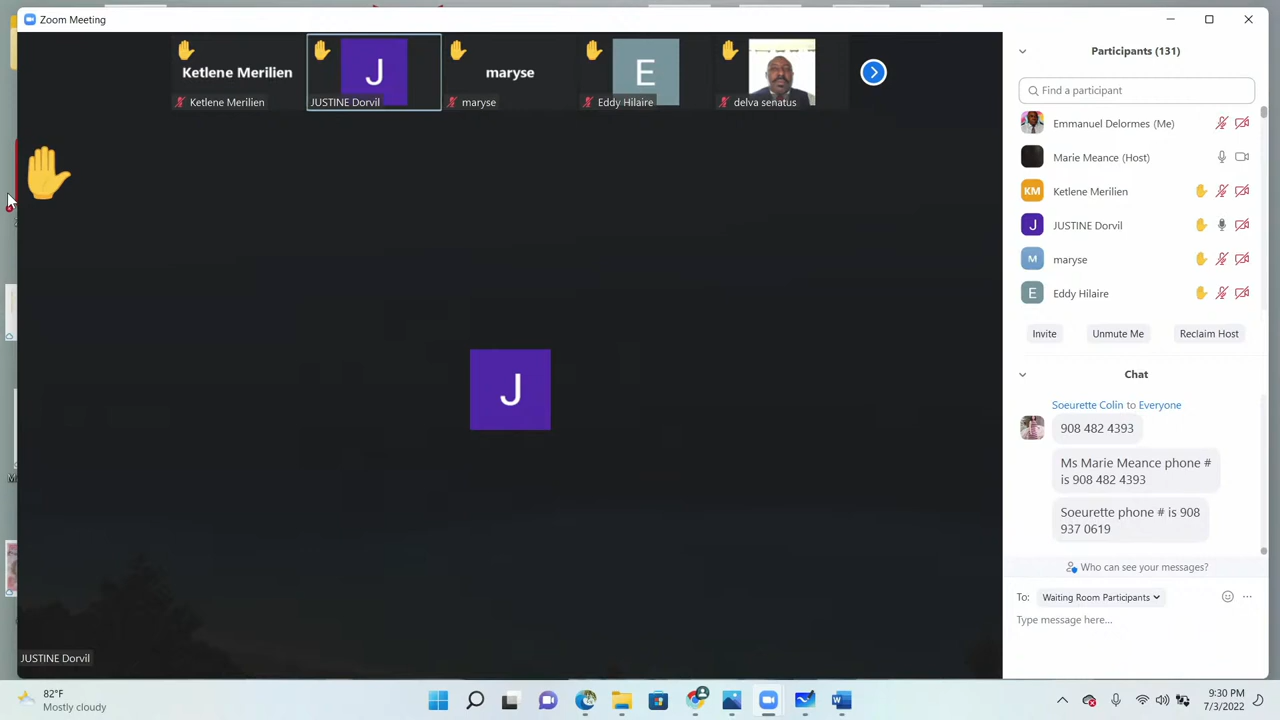 Zoom Meeting
Ketlene Merilien
Ketlene Merilien
J
JUSTINE Dorvil
maryse
maryse
E
Eddy Hilaire
delva senatus
J
JUSTINE Dorvil
Participants (131)
Find a participant
Emmanuel Delormes (Me)
Marie Meance (Host)
KM Ketlene Merilien
J JUSTINE Dorvil
M maryse
E Eddy Hilaire
Invite Unmute Me Reclaim Host
Chat
Soeurette Colin to Everyone
908 482 4393
Ms Marie Meance phone #
is 908 482 4393
Soeurette phone # is 908
937 0619
Who can see your messages?
To: Waiting Room Participants
Type message here...
82°F
Mostly cloudy
9:30 PM
7/3/2022